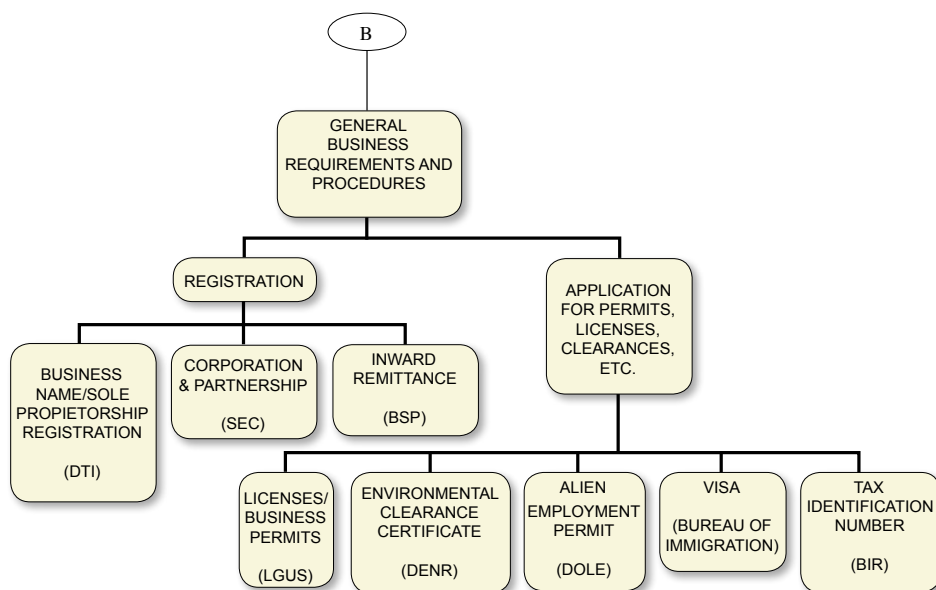 B
GENERAL
BUSINESS
REQUIREMENTS AND
PROCEDURES
REGISTRATION
APPLICATION
FOR PERMITS,
LICENSES,
CLEARANCES,
ETC.
BUSINESS
NAME/SOLE
PROPIETORSHIP
REGISTRATION
(DTI)
CORPORATION
& PARTNERSHIP
(SEC)
INWARD
REMITTANCE
(BSP)
LICENSES/
BUSINESS
PERMITS
(LGUS)
ENVIRONMENTAL
CLEARANCE
CERTIFICATE
(DENR)
ALIEN
EMPLOYMENT
PERMIT
(DOLE)
VISA
(BUREAU OF
IMMIGRATION)
TAX
IDENTIFICATION
NUMBER
(BIR)